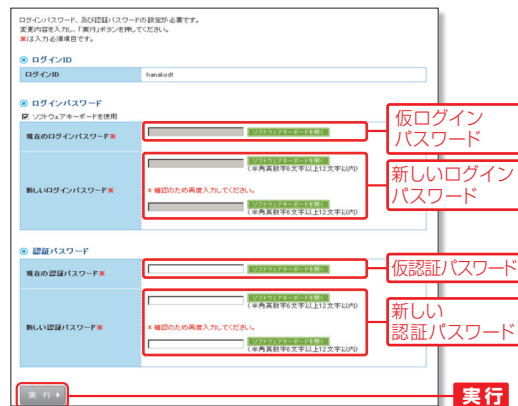 ログインパスワード、及び認証パスワードの設定が必要です。
変更内容を入力し、「実行」ボタンを押してください。
※は入力必須項目です。
ログインID
ログインID hanakodt
ログインパスワード
ソフトウェアキーボードを使用
現在のログインパスワード※ ソフトウェアキーボードを開く
仮ログイン
パスワード
ソフトウェアキーボードを開く
(半角英数字6文字以上12文字以内)
新しいログインパスワード※ × 確認のため再度入力してください。
ソフトウェアキーボードを開く
(半角英数字6文字以上12文字以内)
新しいログイン
パスワード
認証パスワード
現在の認証パスワード※ ソフトウェアキーボードを開く
仮認証パスワード
ソフトウェアキーボードを開く
(半角英数字6文字以上12文字以内)
新しい認証パスワード※ × 確認のため再度入力してください。
ソフトウェアキーボードを開く
(半角英数字6文字以上12文字以内)
新しい
認証パスワード
実 行
実行